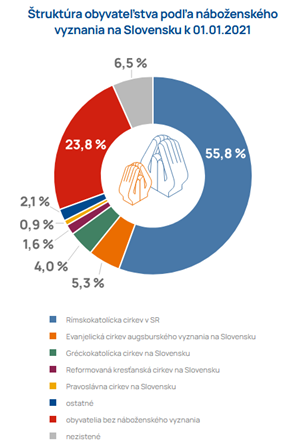 Štruktúra obyvateľstva podľa náboženského
vyznania na Slovensku k 01.01.2021
6,5 %
23,8 %
55,8 %
2,1 %
0,9 %
1,6 %
4,0 %
5,3 %
Rímskokatolícka cirkev v SR
Evanjelická cirkev augsburského vyznania na Slovensku
Gréckokatolícka cirkev na Slovensku
Reformovaná kresťanská cirkev na Slovensku
Pravoslávna cirkev na Slovensku
ostatné
obyvatelia bez náboženského vyznania
nezistené